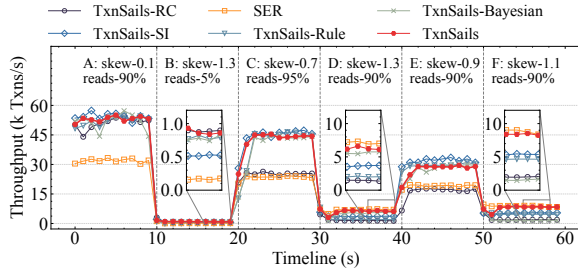 TxnSails-RC SER TxnSails-Bayesian
TxnSails-SI TxnSails-Rule TxnSails
A: skew-0.1 B: skew-1.3 C: skew-0.7 D: skew-1.3 E: skew-0.9 F: skew-1.1
reads-90% reads-5% reads-95% reads-90% reads-90% reads-90%
Throughput (k Txns/s)
60
45
30
15
0
1.0
0.5
0.0
10
5
0
10
5
0
0 10 20 30 40 50 60
Timeline (s)